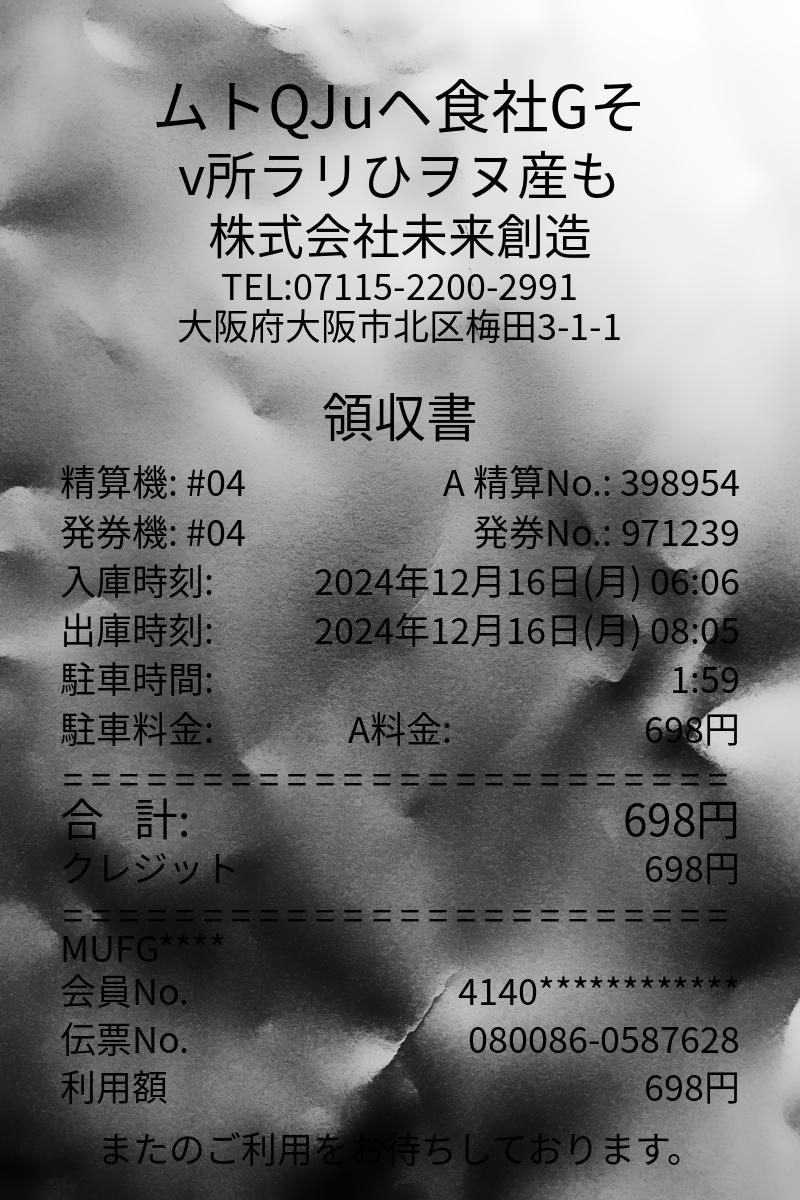 ムトQJuヘ食社Gそ
v所ラリひヲヌ産も
株式会社未来創造
TEL:07115-2200-2991
大阪府大阪市北区梅田3-1-1
領収書
精算機: #04 A 精算No.: 398954
発券機: #04 発券No.: 971239
入庫時刻: 2024年12月16日(月) 06:06
出庫時刻: 2024年12月16日(月) 08:05
駐車時間: 1:59
駐車料金: A料金: 698円
========================
合 計: 698円
クレジット 698円
========================
MUFG****
会員No. 4140************
伝票No. 080086-0587628
利用額 698円
またのご利用をお待ちしております。